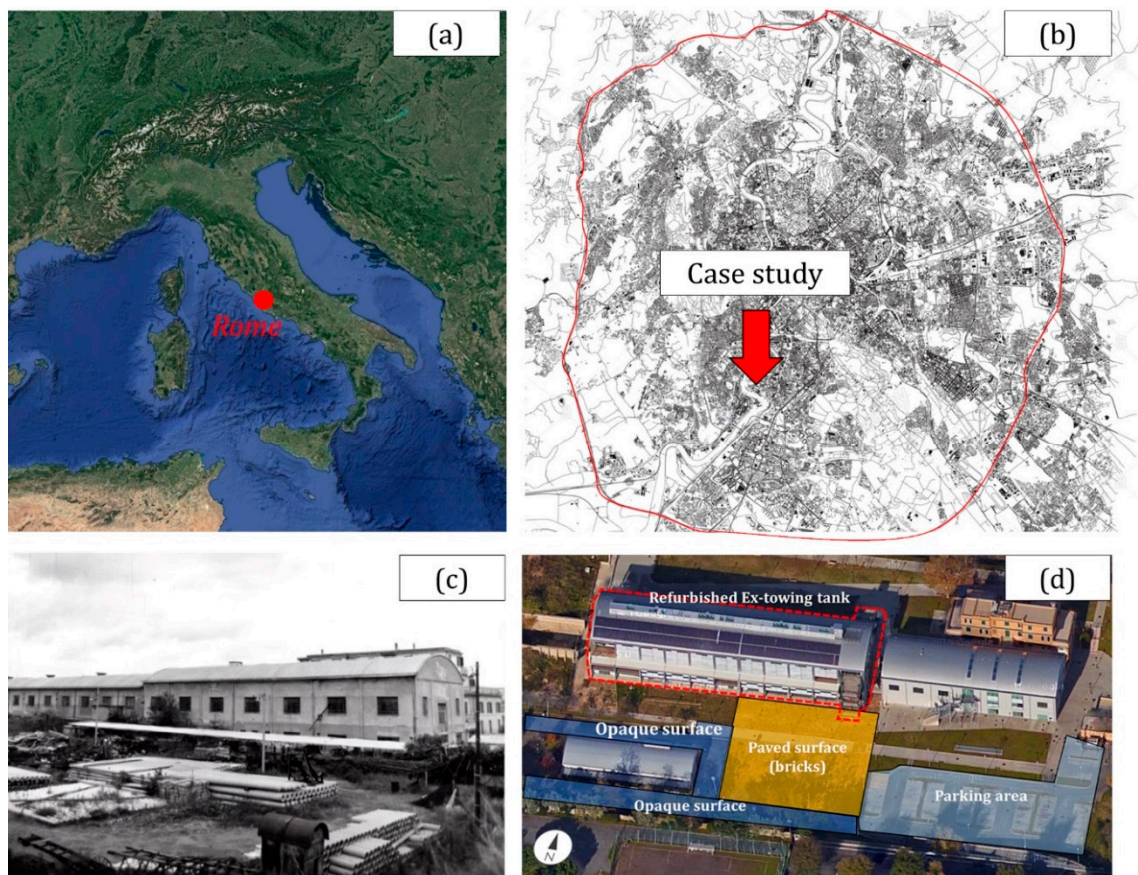 (a)
Rome
(b)
Case study
(c)
(d)
Refurbished Ex-towing tank
Opaque surface
Paved surface
(bricks)
Opaque surface
Parking area
N